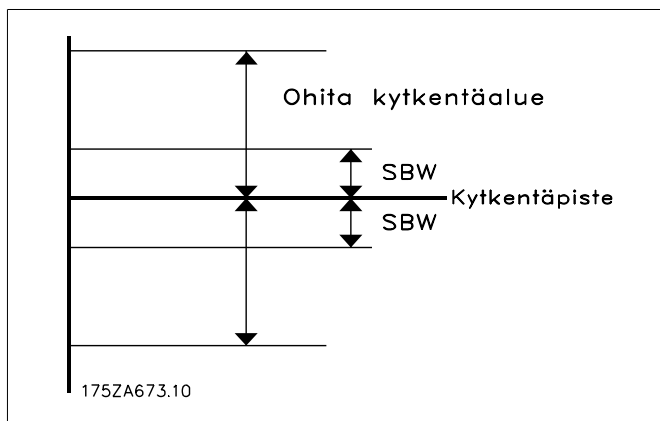 Ohita kytkentäalue
SBW
Kytkentäpiste
SBW
175ZA673.10